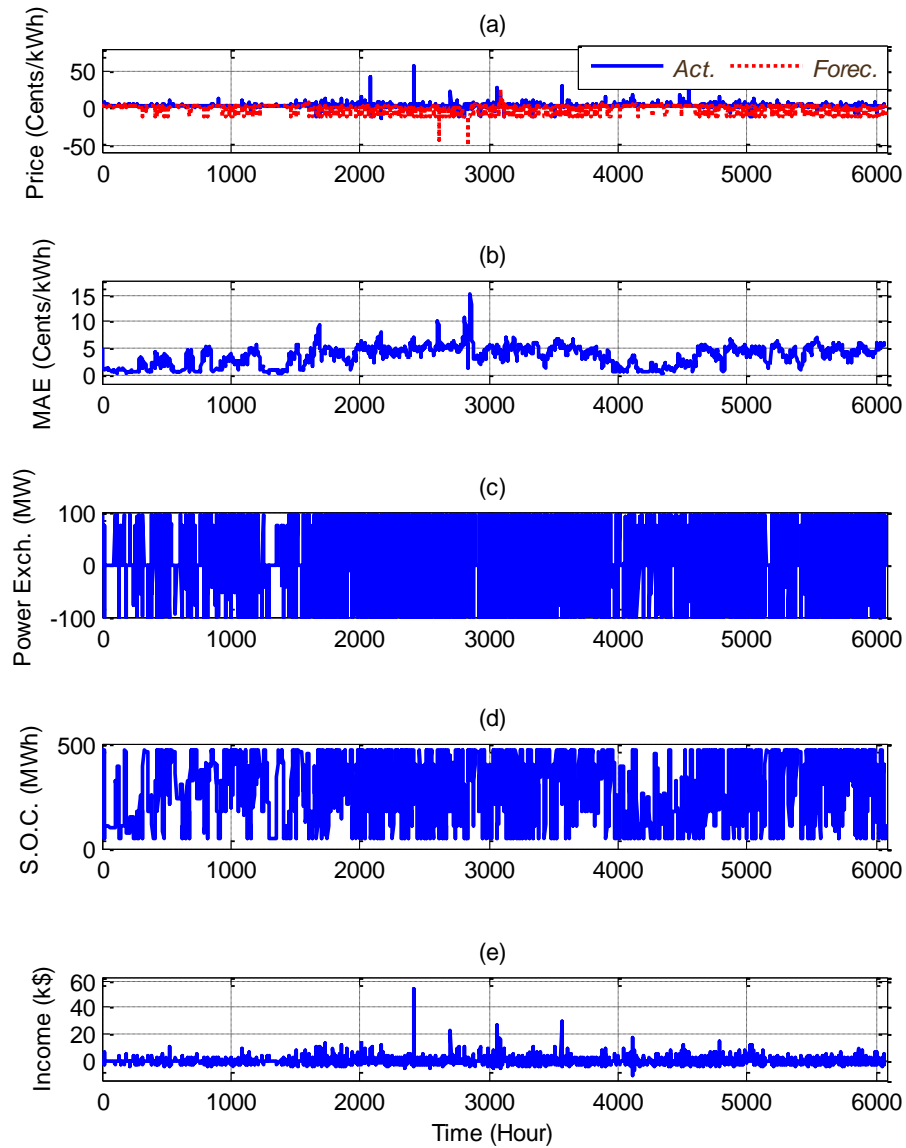 (a)
Price (Cents/kWh)
50
0
-50
Act.
Forec.
0 1000 2000 3000 4000 5000 6000
(b)
MAE (Cents/kWh)
15
10
5
0
0 1000 2000 3000 4000 5000 6000
(c)
Power Exch. (MW)
100
0
-100
0 1000 2000 3000 4000 5000 6000
(d)
S.O.C. (MWh)
500
0
0 1000 2000 3000 4000 5000 6000
(e)
Income (k$)
60
40
20
0
0 1000 2000 3000 4000 5000 6000
Time (Hour)